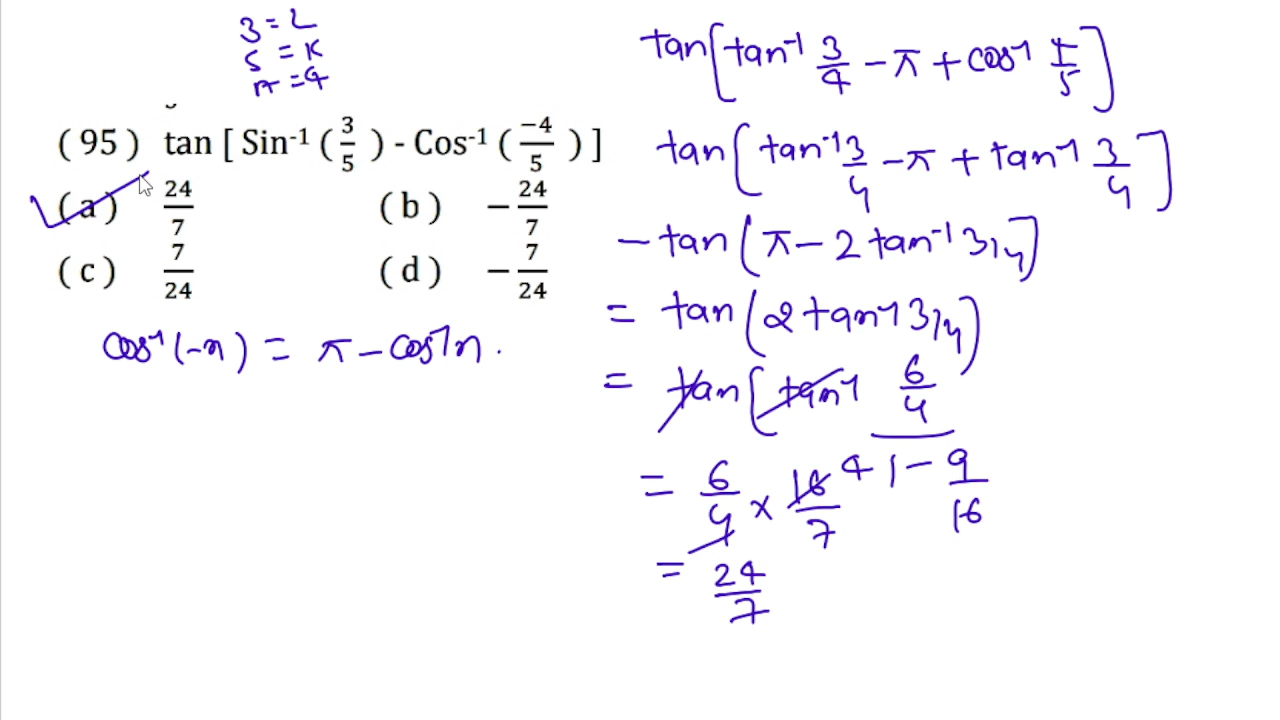 3 = L
5 = K
A = 4
(95) tan [ Sin⁻¹ ( 3/5 ) - Cos⁻¹ ( −4/5 ) ]
(a) 24/7 (b) − 24/7
(c) 7/24 (d) − 7/24
cos⁻¹(-n) = π - cos⁻¹n.
tan[tan⁻¹ 3/4 - π + cos⁻¹ 4/5]
tan[tan⁻¹ 3/4 - π + tan⁻¹ 3/4]
- tan(π - 2 tan⁻¹ 3/4)
= tan(2 tan⁻¹ 3/4)
= tan[tan⁻¹ 6/4 / 1 - 9/16
= 6/4 × 16/7 4
= 24/7